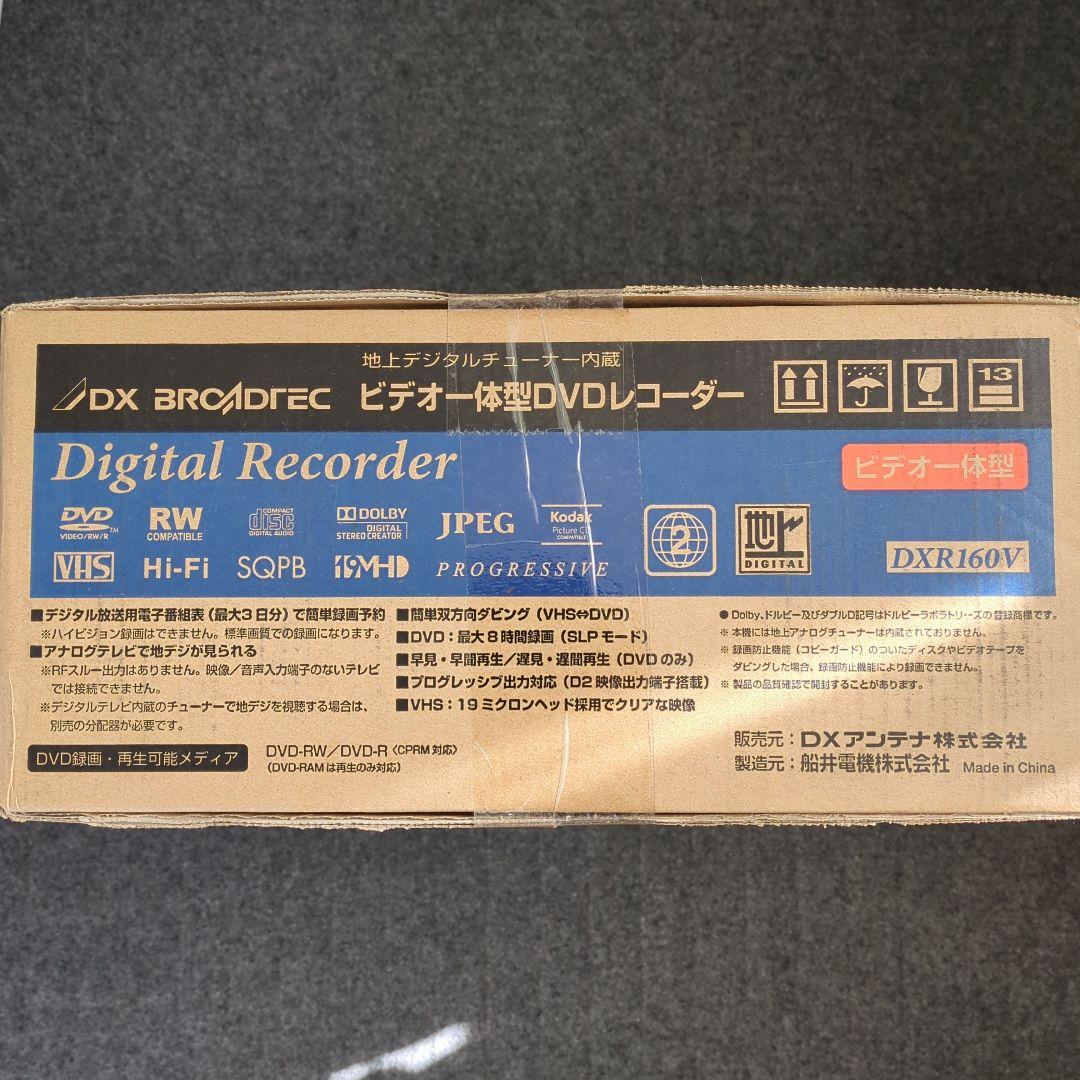 地上デジタルチューナー内蔵
DX BROADTEC ビデオ一体型DVDレコーダー
13
Digital Recorder
ビデオ一体型
DVD VIDEO/RW/R TM
RW COMPATIBLE
COMPACT disc DIGITAL AUDIO
DOLBY DIGITAL STEREO CREATOR
JPEG
Kodak Picture CD COMPATIBLE
2
地上 DIGITAL
VHS Hi-Fi SQPB 19MHD PROGRESSIVE
DXR160V
■デジタル放送用電子番組表（最大3日分）で簡単録画予約
※ハイビジョン録画はできません。標準画質での録画になります。
■アナログテレビで地デジが見られる
※RFスルー出力はありません。映像／音声入力端子のないテレビ
では接続できません。
※デジタルテレビ内蔵のチューナーで地デジを視聴する場合は、
別売の分配器が必要です。
■簡単双方向ダビング（VHS⇔DVD）
■DVD：最大8時間録画（SLPモード）
■早見・早聞再生／遅見・遅聞再生（DVDのみ）
■プログレッシブ出力対応（D2映像出力端子搭載）
■VHS：19ミクロンヘッド採用でクリアな映像
●Dolby、ドルビー及びダブルD記号はドルビーラボラトリーズの登録商標です。
※本機には地上アナログチューナーは内蔵されておりません。
※録画防止機能（コピーガード）のついたディスクやビデオテープを
ダビングした場合、録画防止機能により録画できません。
※製品の品質確認で開封することがあります。
DVD録画・再生可能メディア
DVD-RW／DVD-R〈CPRM対応〉
（DVD-RAMは再生のみ対応）
販売元：DXアンテナ株式会社
製造元：船井電機株式会社 Made in China